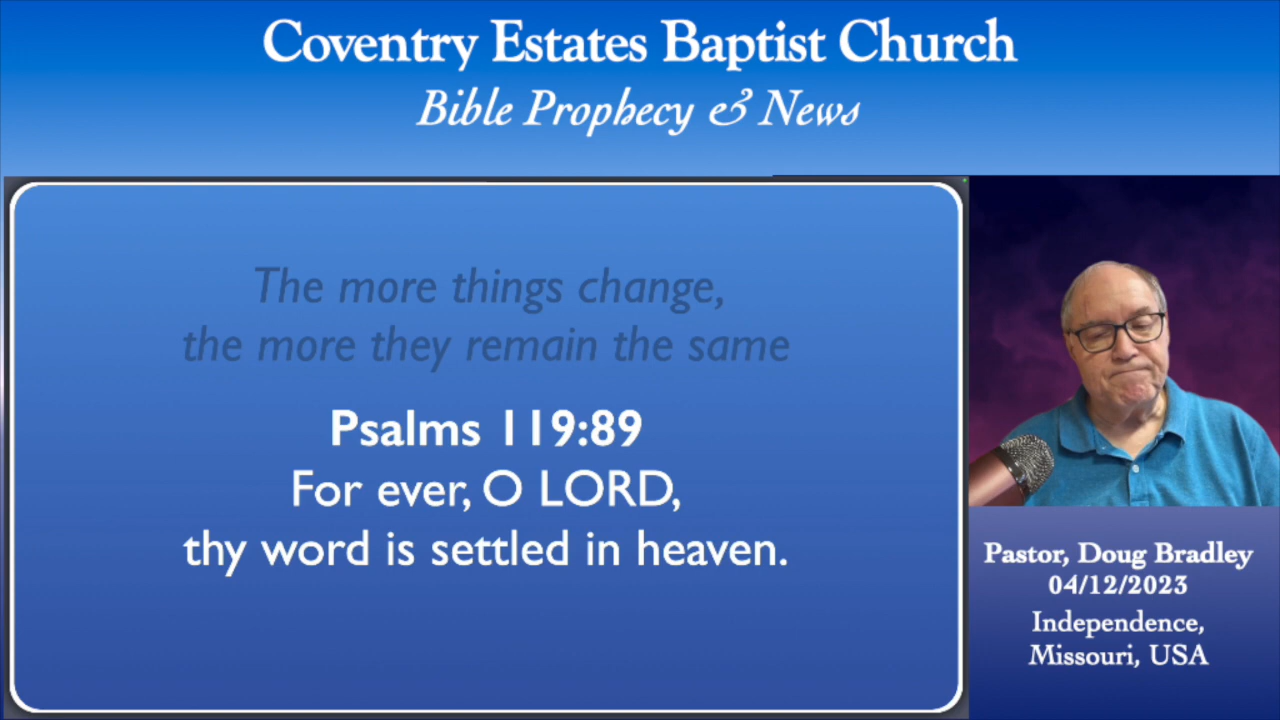 Coventry Estates Baptist Church
Bible Prophecy & News
The more things change,
the more they remain the same
Psalms 119:89
For ever, O LORD,
thy word is settled in heaven.
Pastor, Doug Bradley
04/12/2023
Independence,
Missouri, USA